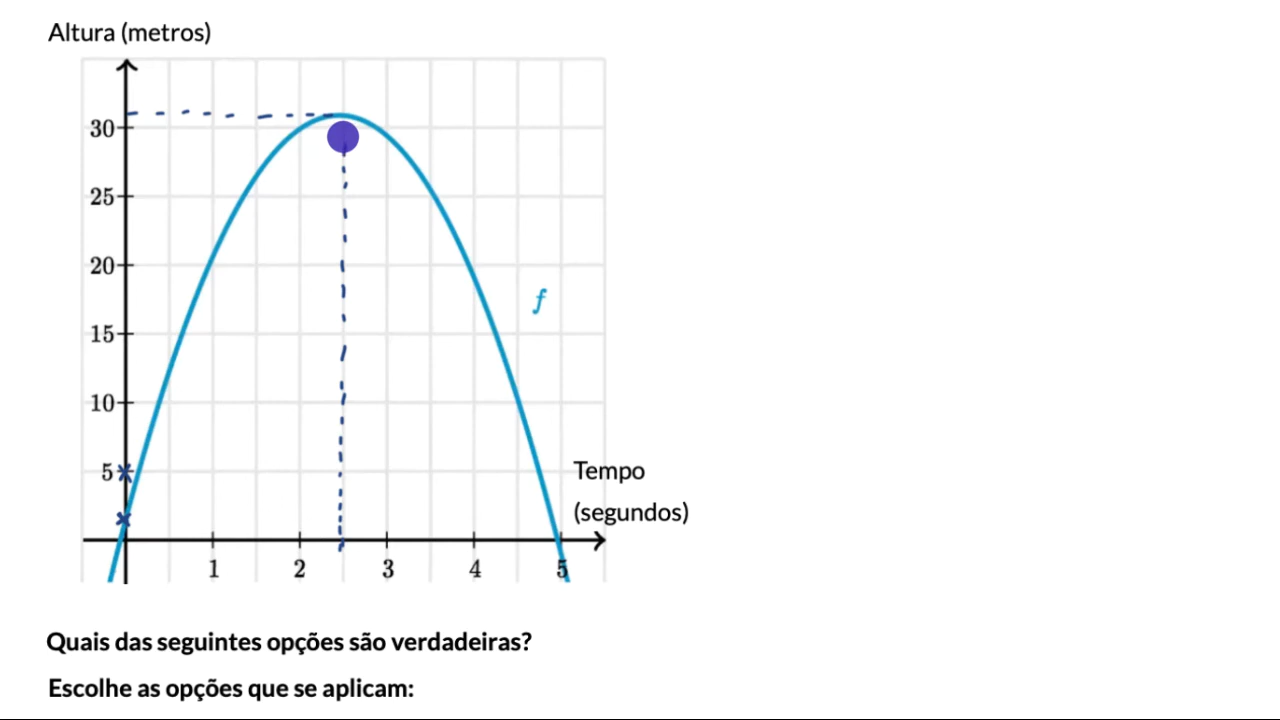 Altura (metros)
30
25
20
15
10
5
f
Tempo
(segundos)
1 2 3 4 5
Quais das seguintes opções são verdadeiras?
Escolhe as opções que se aplicam: